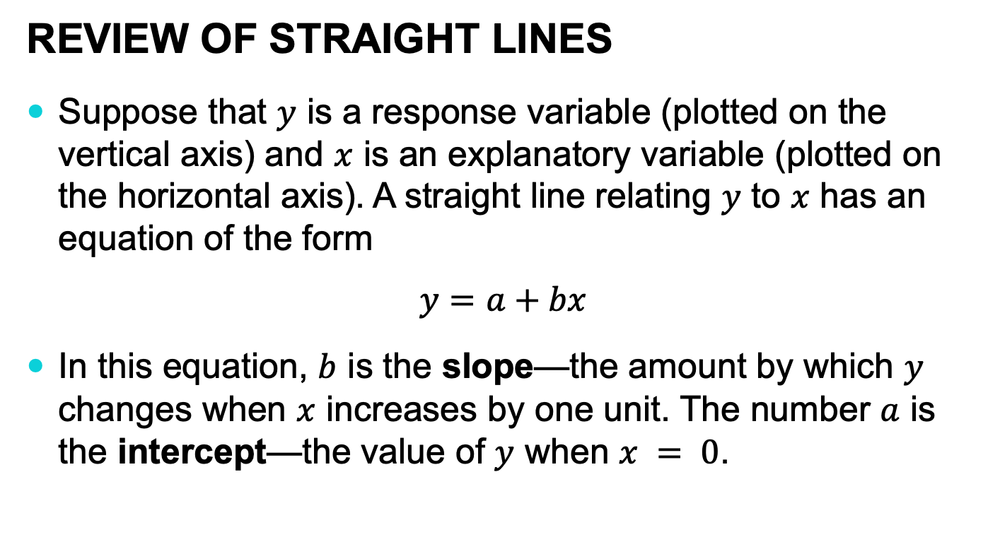 REVIEW OF STRAIGHT LINES
• Suppose that y is a response variable (plotted on the
vertical axis) and x is an explanatory variable (plotted on
the horizontal axis). A straight line relating y to x has an
equation of the form
y = a + bx
• In this equation, b is the slope—the amount by which y
changes when x increases by one unit. The number a is
the intercept—the value of y when x = 0.